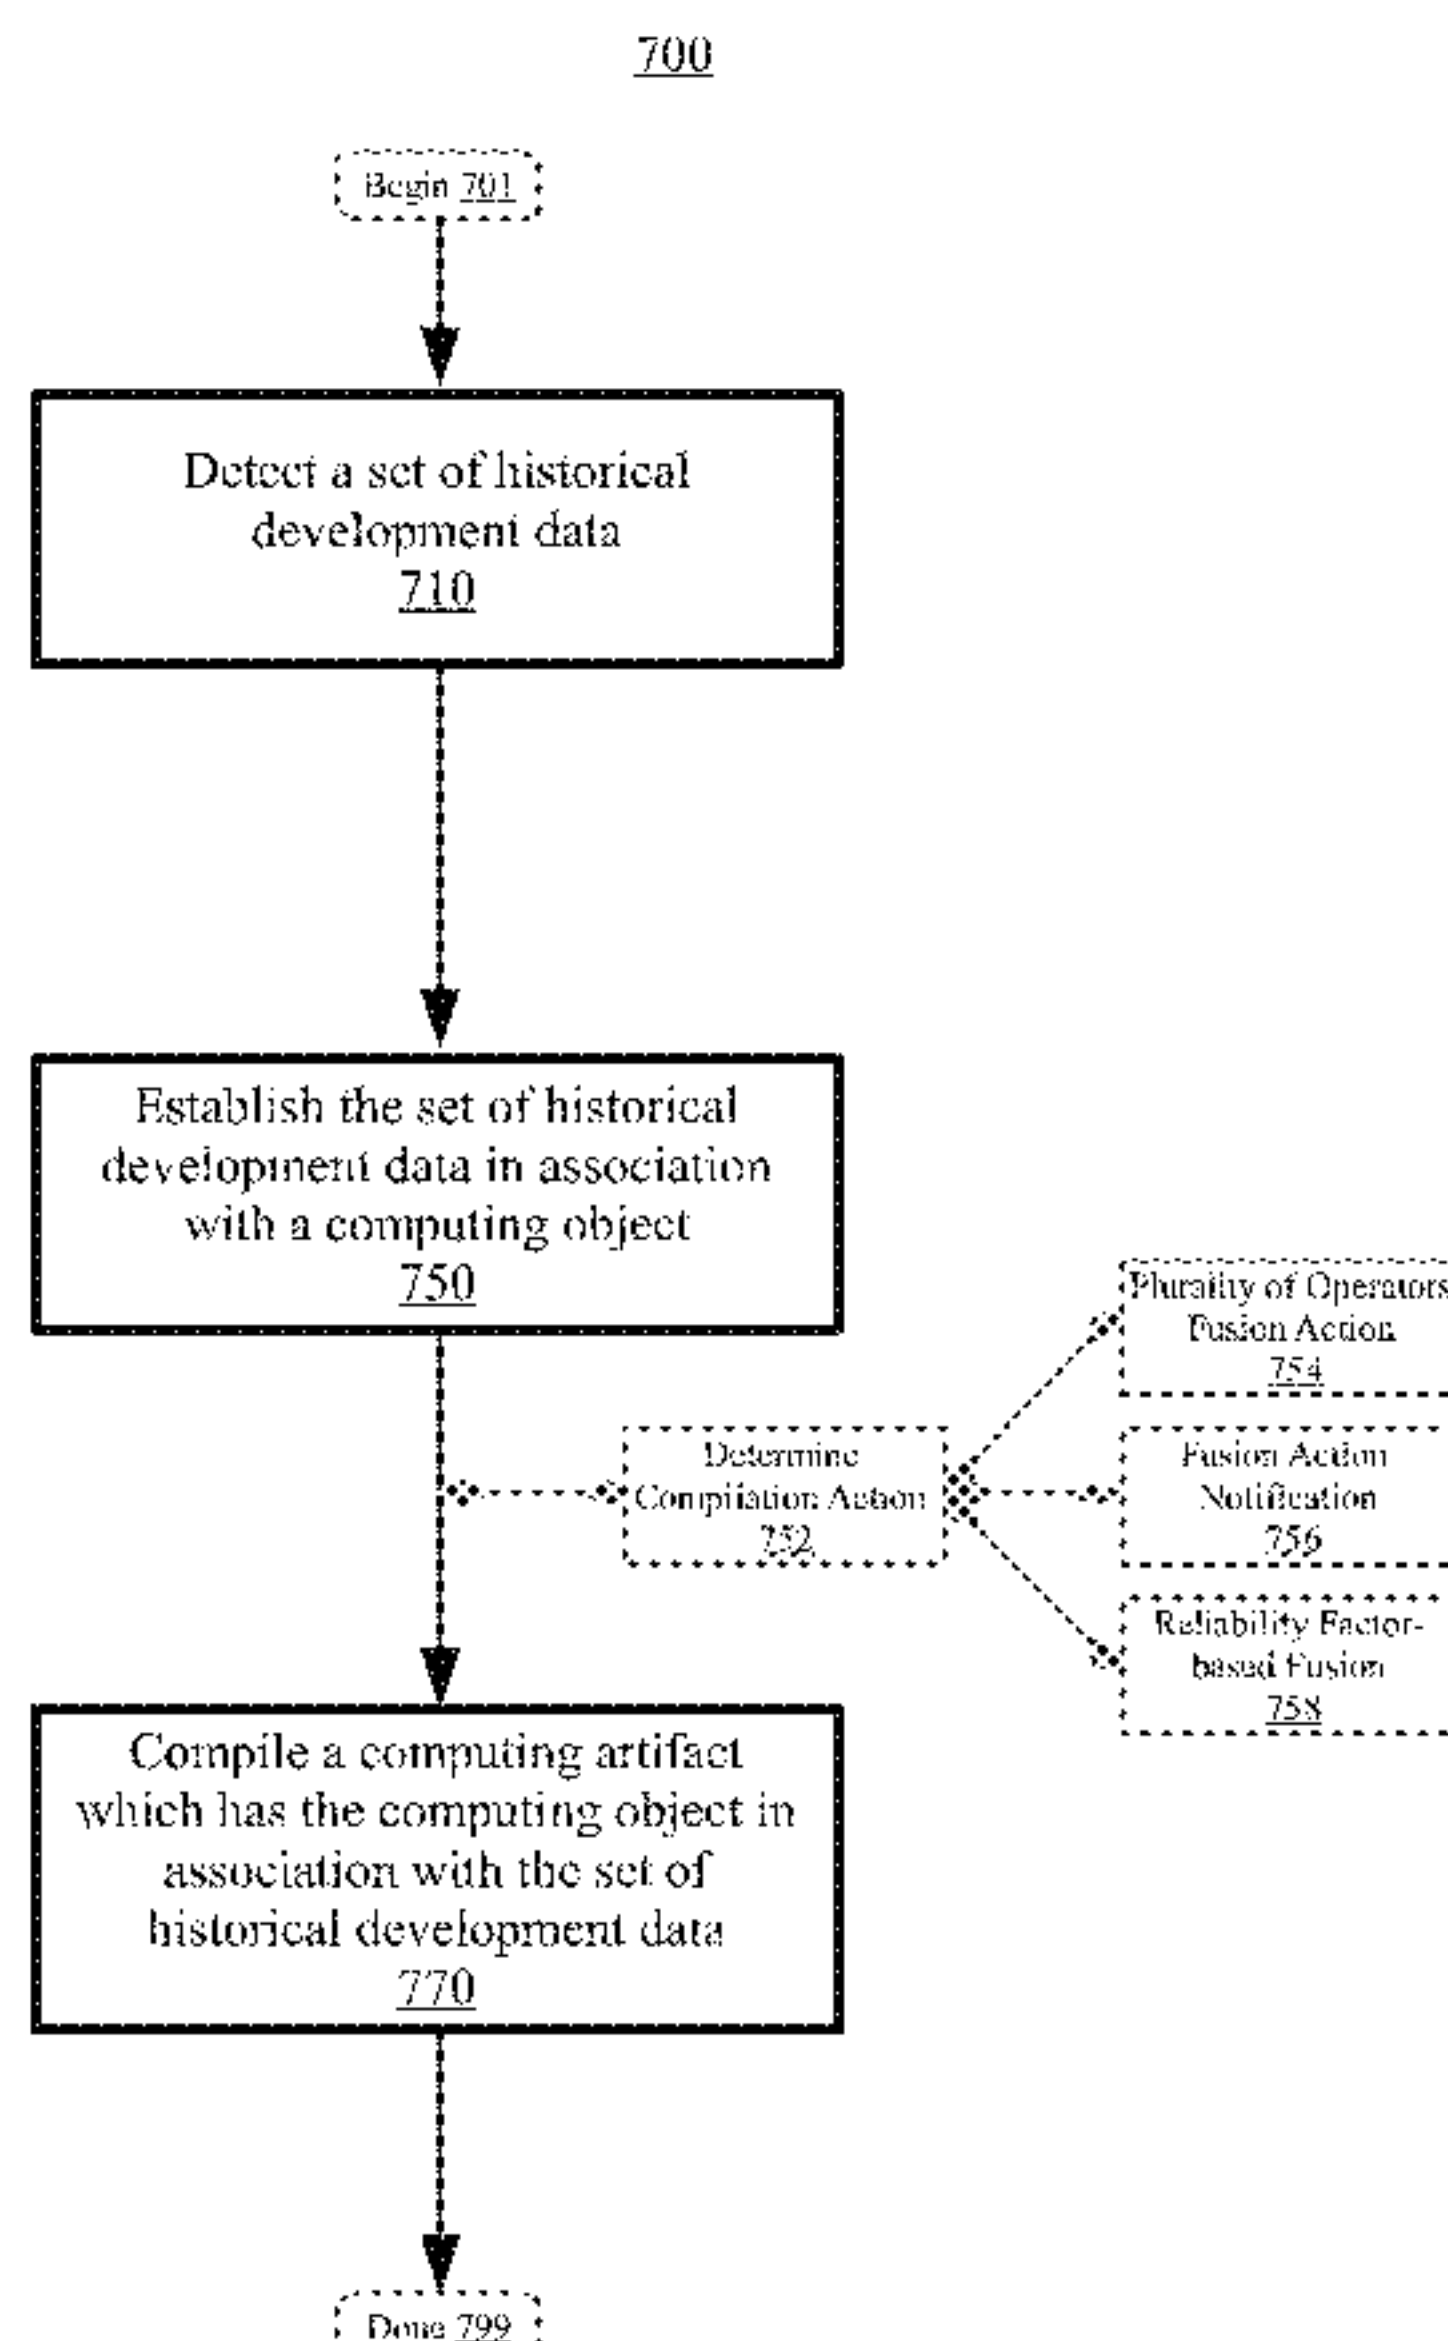 700
Begin 701
Detect a set of historical
development data
710
Establish the set of historical
development data in association
with a computing object
750
Plurality of Operators
Fusion Action
754
Determine
Compilation Action
752
Fusion Action
Notification
756
Reliability Factor-
based Fusion
758
Compile a computing artifact
which has the computing object in
association with the set of
historical development data
770
Done 799